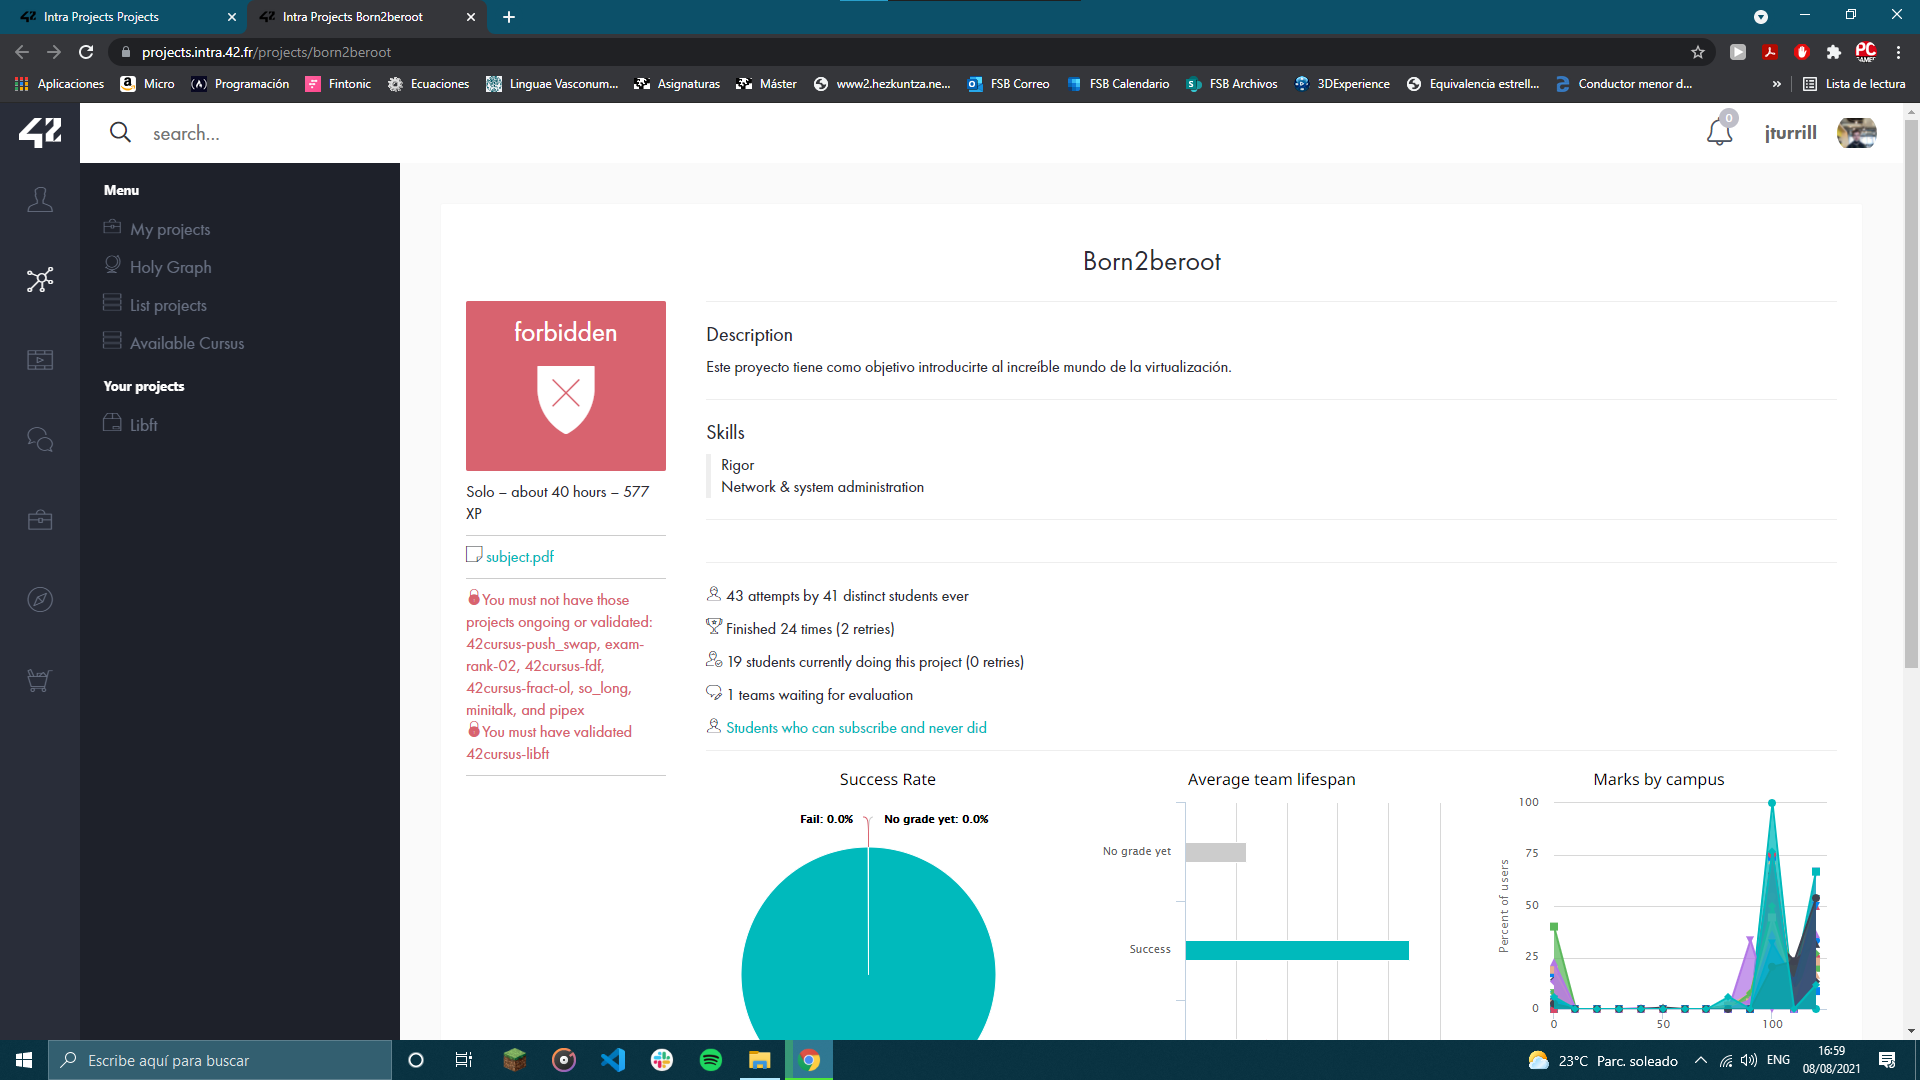 Intra Projects Projects
Intra Projects Born2beroot
projects.intra.42.fr/projects/born2beroot
Aplicaciones
Micro
Programación
Fintonic
Ecuaciones
Linguae Vasconum...
Asignaturas
Máster
www2.hezkuntza.ne...
FSB Correo
FSB Calendario
FSB Archivos
3DExperience
Equivalencia estrell...
Conductor menor d...
»
Lista de lectura
42
search...
0
jturrill
Menu
My projects
Holy Graph
List projects
Available Cursus
Your projects
Libft
Born2beroot
forbidden
Solo – about 40 hours – 577
XP
subject.pdf
You must not have those
projects ongoing or validated:
42cursus-push_swap, exam-
rank-02, 42cursus-fdf,
42cursus-fract-ol, so_long,
minitalk, and pipex
You must have validated
42cursus-libft
Description
Este proyecto tiene como objetivo introducirte al increíble mundo de la virtualización.
Skills
Rigor
Network & system administration
43 attempts by 41 distinct students ever
Finished 24 times (2 retries)
19 students currently doing this project (0 retries)
1 teams waiting for evaluation
Students who can subscribe and never did
Success Rate
Fail: 0.0%
No grade yet: 0.0%
Average team lifespan
No grade yet
Success
Marks by campus
Percent of users
100
75
50
25
0
0
50
100
Escribe aquí para buscar
23°C Parc. soleado
ENG
16:59
08/08/2021